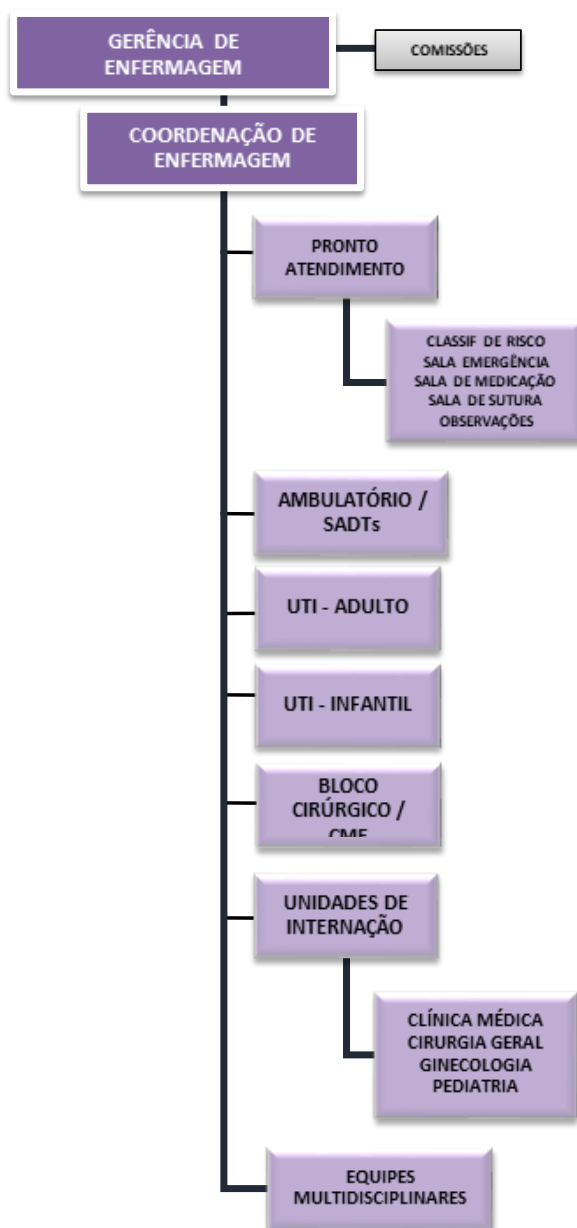 GERÊNCIA DE
ENFERMAGEM
COMISSÕES
COORDENAÇÃO DE
ENFERMAGEM
PRONTO
ATENDIMENTO
CLASSIF DE RISCO
SALA EMERGÊNCIA
SALA DE MEDICAÇÃO
SALA DE SUTURA
OBSERVAÇÕES
AMBULATÓRIO /
SADTs
UTI - ADULTO
UTI - INFANTIL
BLOCO
CIRÚRGICO /
CME
UNIDADES DE
INTERNAÇÃO
CLÍNICA MÉDICA
CIRURGIA GERAL
GINECOLOGIA
PEDIATRIA
EQUIPES
MULTIDISCIPLINARES